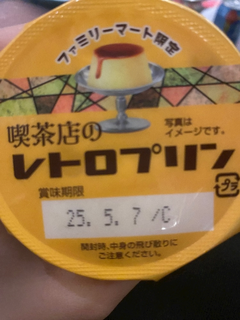 ファミリーマート限定
喫茶店の
写真は
イメージです。
レトロプリン
プラ
賞味期限
25. 5. 7 /C
開封時、中身の飛び散りに
ご注意ください。